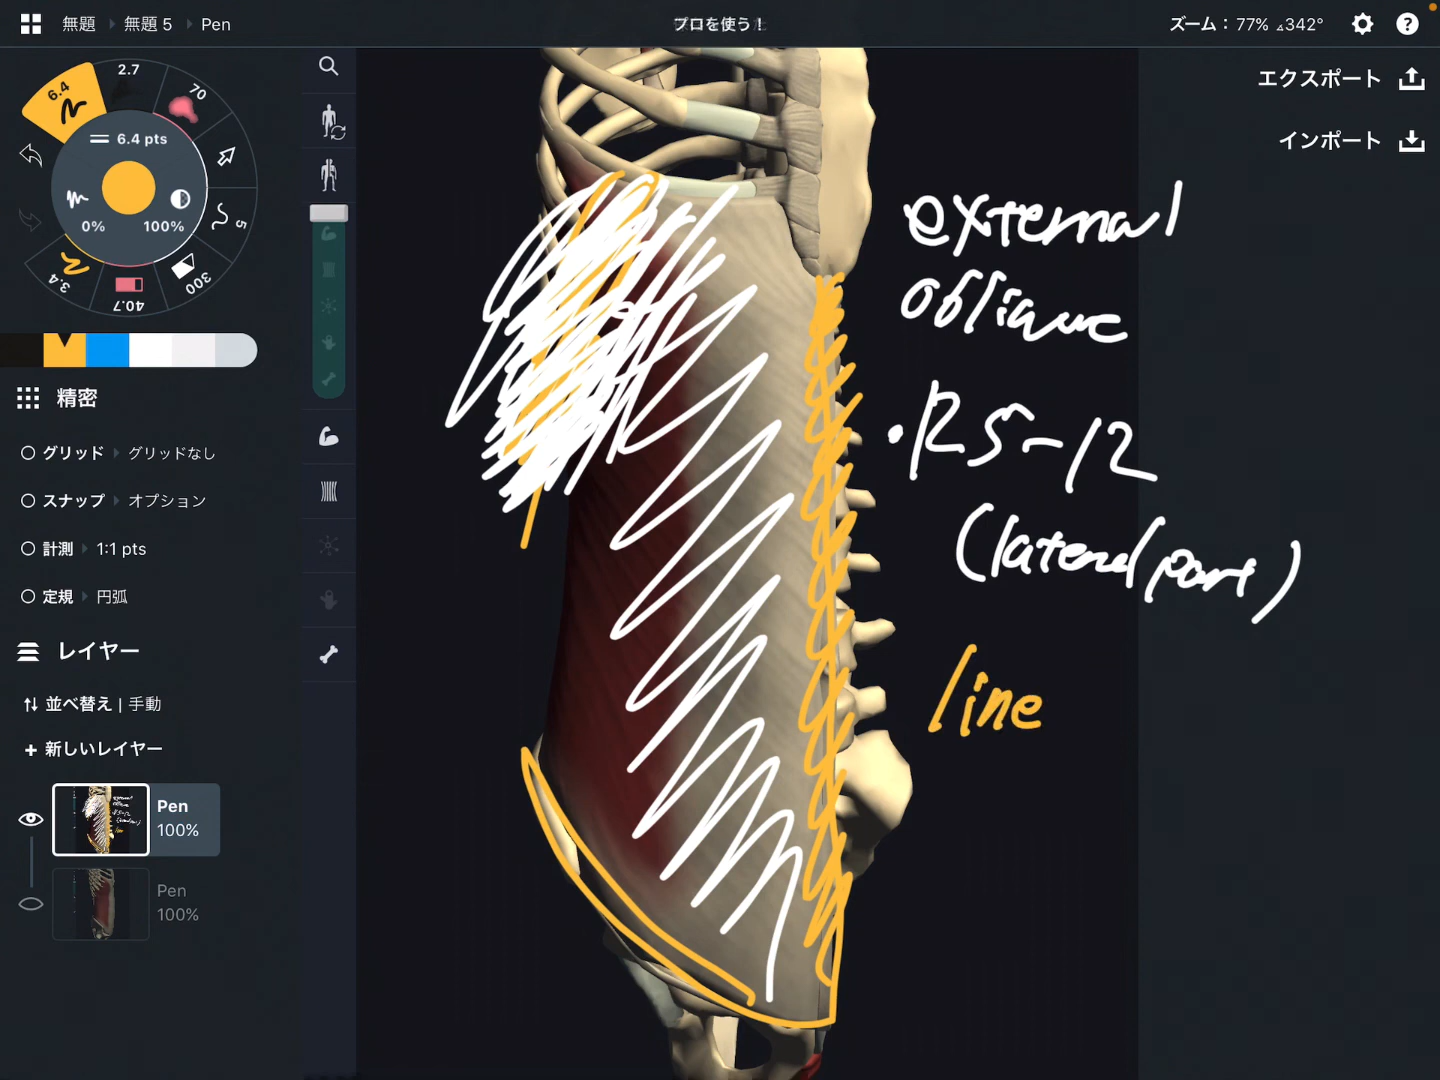 無題 無題 5 Pen
プロを使う！
ズーム： 77% ⊿342°
エクスポート
インポート
6.4
2.7
70
5
300
40.7
3.4
6.4 pts
0% 100%
精密
グリッド グリッドなし
スナップ オプション
計測 1:1 pts
定規 円弧
レイヤー
並べ替え | 手動
+ 新しいレイヤー
Pen
100%
Pen
100%
external
oblique
・R5-12
(lateral part)
line